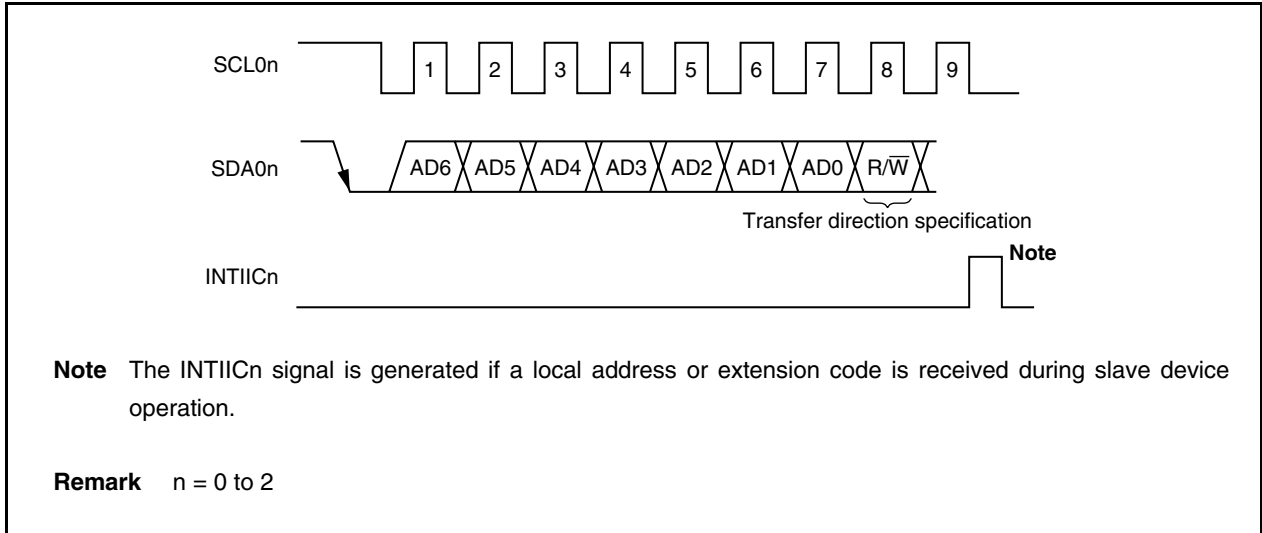 SCL0n 1 2 3 4 5 6 7 8 9
SDA0n AD6 AD5 AD4 AD3 AD2 AD1 AD0 R/W̅
Transfer direction specification
INTIICn Note
Note The INTIICn signal is generated if a local address or extension code is received during slave device
operation.
Remark n = 0 to 2